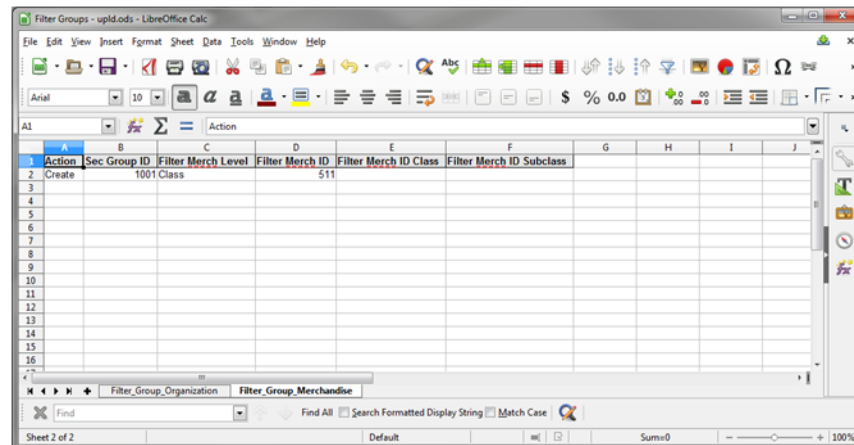 Filter Groups - upld.ods - LibreOffice Calc
File Edit View Insert Format Sheet Data Tools Window Help
Arial 10 a a a $ % 0.0
A1 Action
A B C D E F G H I J
1 Action Sec Group ID Filter Merch Level Filter Merch ID Filter Merch ID Class Filter Merch ID Subclass
2 Create 1001 Class 511
3
4
5
6
7
8
9
10
11
12
13
14
15
16
Filter_Group_Organization Filter_Group_Merchandise
Find Find All Search Formatted Display String Match Case
Sheet 2 of 2 Default Sum=0 100%